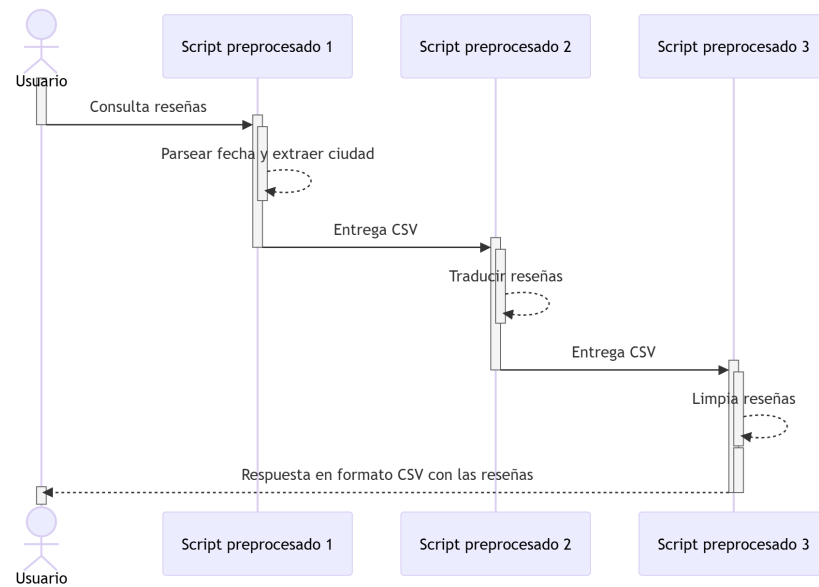 Script preprocesado 1
Script preprocesado 2
Script preprocesado 3
Usuario
Consulta reseñas
Parsear fecha y extraer ciudad
Entrega CSV
Traducir reseñas
Entrega CSV
Limpia reseñas
Respuesta en formato CSV con las reseñas
Script preprocesado 1
Script preprocesado 2
Script preprocesado 3
Usuario